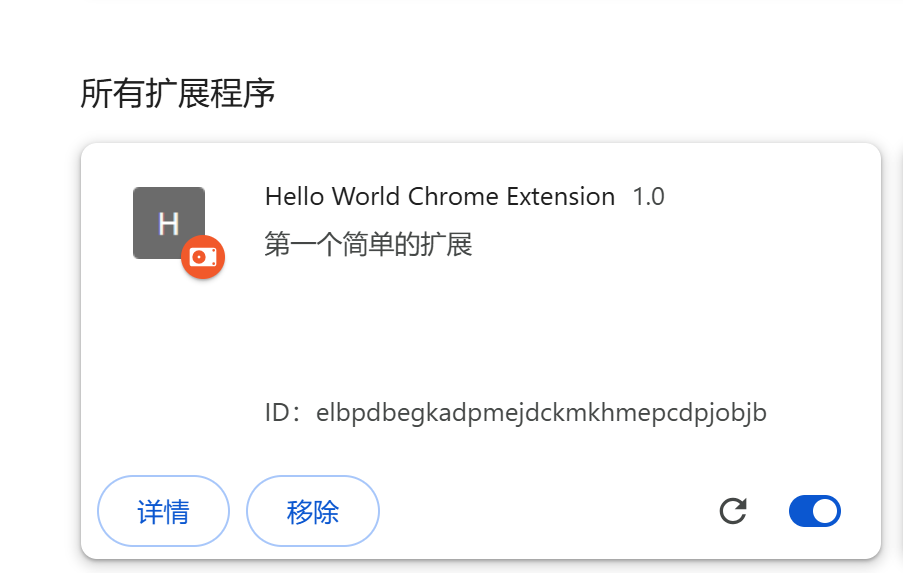 所有扩展程序
H
Hello World Chrome Extension 1.0
第一个简单的扩展
ID：elbpdbegkadpmejdckmkhmepcdpjobjb
详情 移除